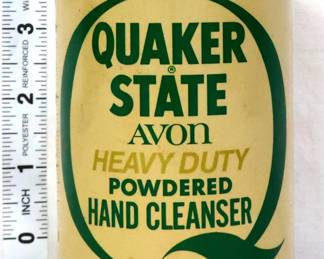 QUAKER
STATE®
AVON
HEAVY DUTY
POWDERED
HAND CLEANSER
0 INCH 1 POLYESTER 2 REINFORCED 3